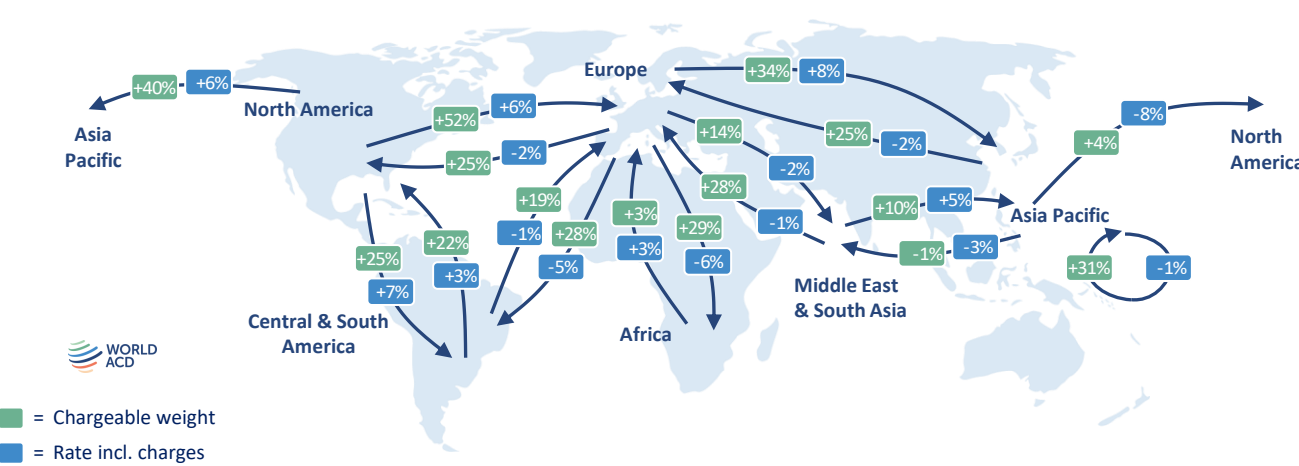 Europe
+34%
+8%
+40%
+6%
North America
Asia
Pacific
+52%
+6%
+25%
-2%
+14%
-2%
+25%
-2%
+4%
-8%
North
America
+28%
-1%
+19%
-1%
+28%
-5%
+3%
+3%
+29%
-6%
+10%
+5%
Asia Pacific
-1%
-3%
+31%
-1%
+25%
+7%
+22%
+3%
Middle East
& South Asia
Central & South
America
Africa
WORLD
ACD
= Chargeable weight
= Rate incl. charges